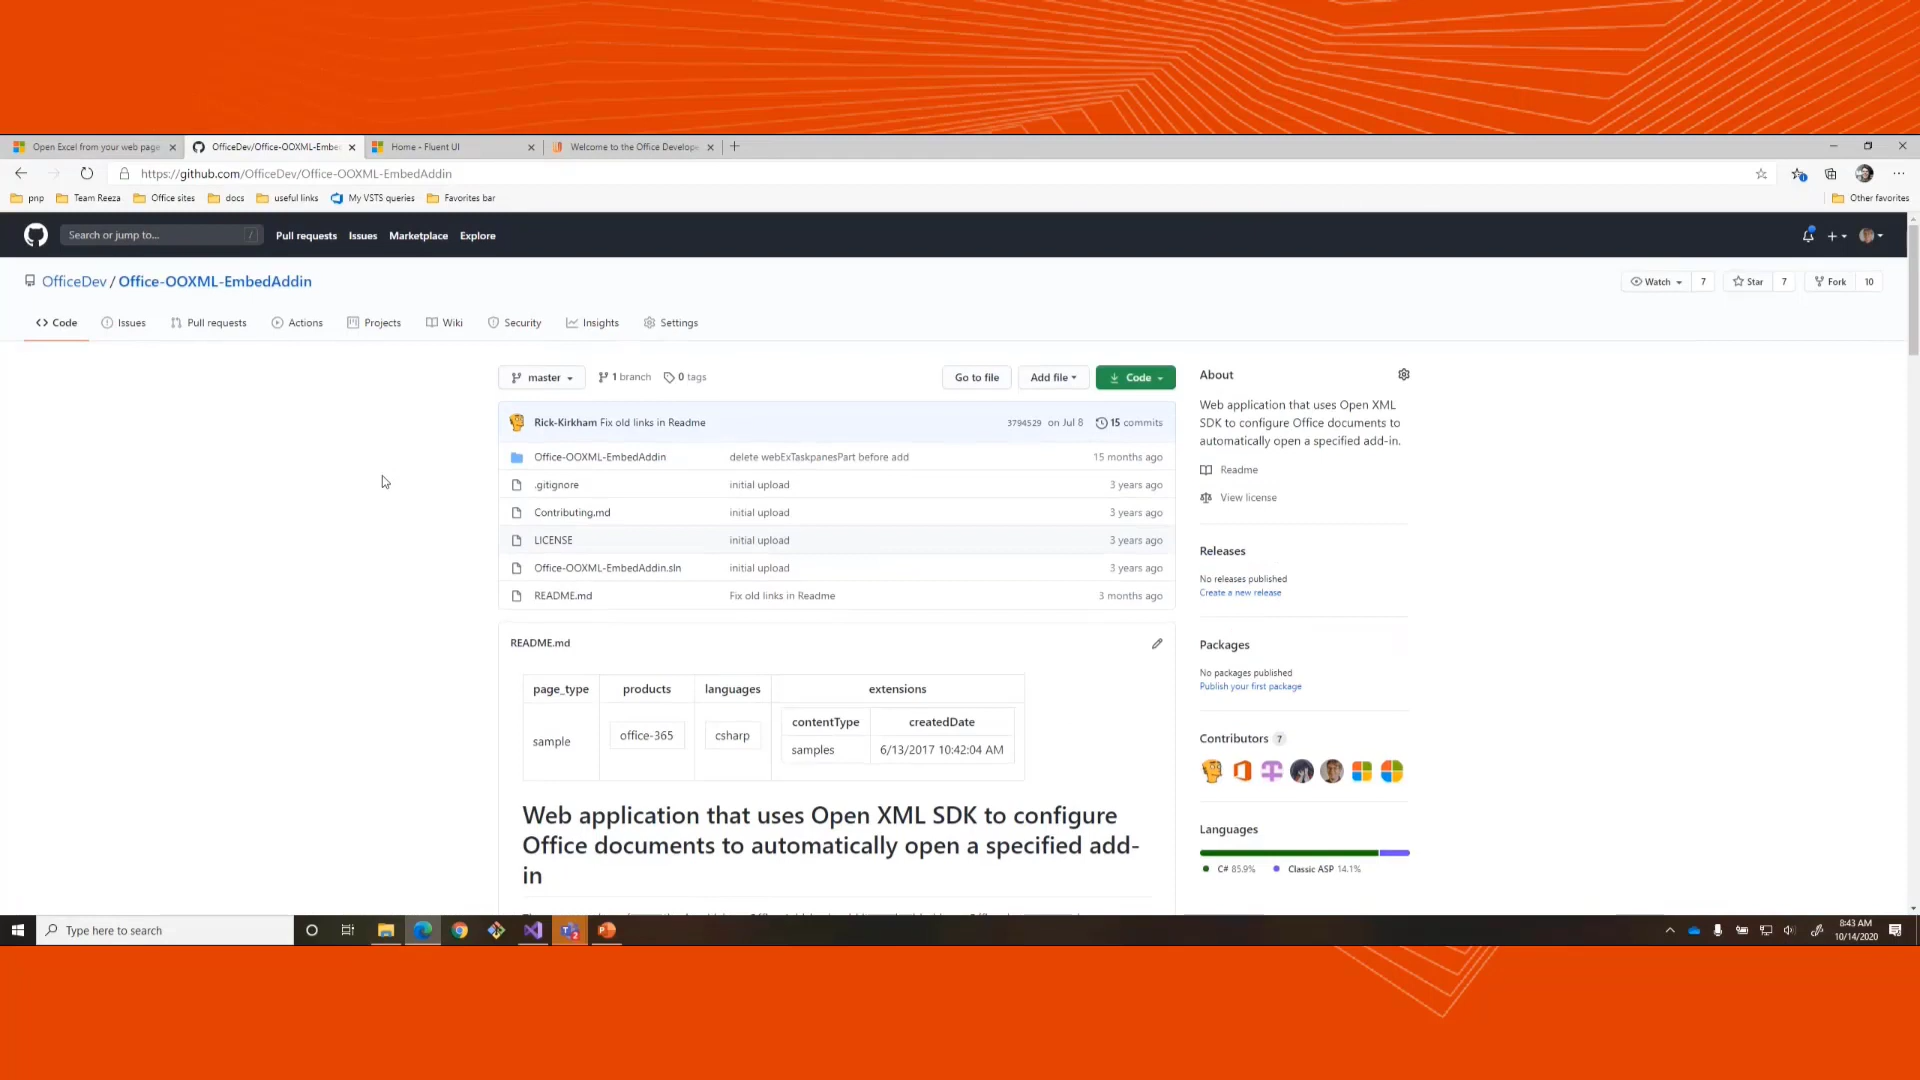 Open Excel from your web page
OfficeDev/Office-OOXML-Embe
Home - Fluent UI
Welcome to the Office Develope
https://github.com/OfficeDev/Office-OOXML-EmbedAddin
pnp
Team Reeza
Office sites
docs
useful links
My VSTS queries
Favorites bar
Other favorites
Search or jump to...
/
Pull requests
Issues
Marketplace
Explore
OfficeDev / Office-OOXML-EmbedAddin
Watch 7
Star 7
Fork 10
Code
Issues
Pull requests
Actions
Projects
Wiki
Security
Insights
Settings
master
1 branch
0 tags
Go to file
Add file
Code
Rick-Kirkham Fix old links in Readme
3794529 on Jul 8
15 commits
Office-OOXML-EmbedAddin
delete webExTaskpanesPart before add
15 months ago
.gitignore
initial upload
3 years ago
Contributing.md
initial upload
3 years ago
LICENSE
initial upload
3 years ago
Office-OOXML-EmbedAddin.sln
initial upload
3 years ago
README.md
Fix old links in Readme
3 months ago
README.md
page_type
products
languages
extensions
sample
office-365
csharp
contentType
createdDate
samples
6/13/2017 10:42:04 AM
Web application that uses Open XML SDK to configure
Office documents to automatically open a specified add-
in
About
Web application that uses Open XML
SDK to configure Office documents to
automatically open a specified add-in.
Readme
View license
Releases
No releases published
Create a new release
Packages
No packages published
Publish your first package
Contributors 7
Languages
C# 85.9%
Classic ASP 14.1%
Type here to search
8:43 AM
10/14/2020